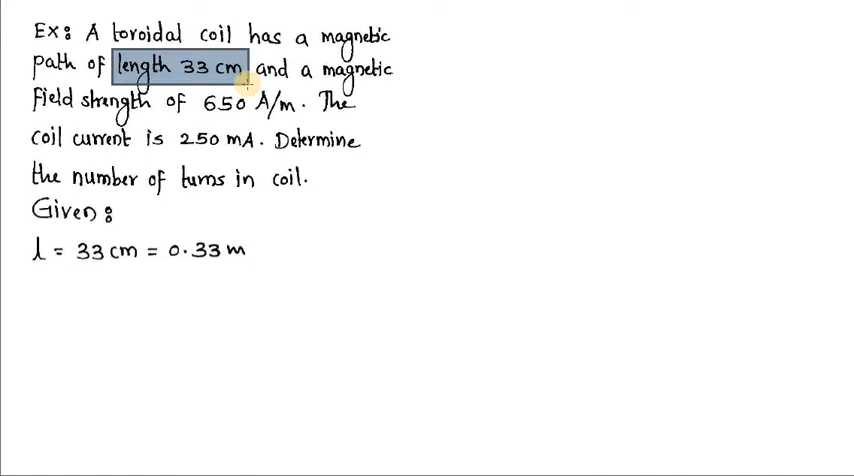 Ex: A toroidal coil has a magnetic
path of length 33 cm and a magnetic
field strength of 650 A/m. The
coil current is 250 mA. Determine
the number of turns in coil.
Given:
l = 33 cm = 0.33 m